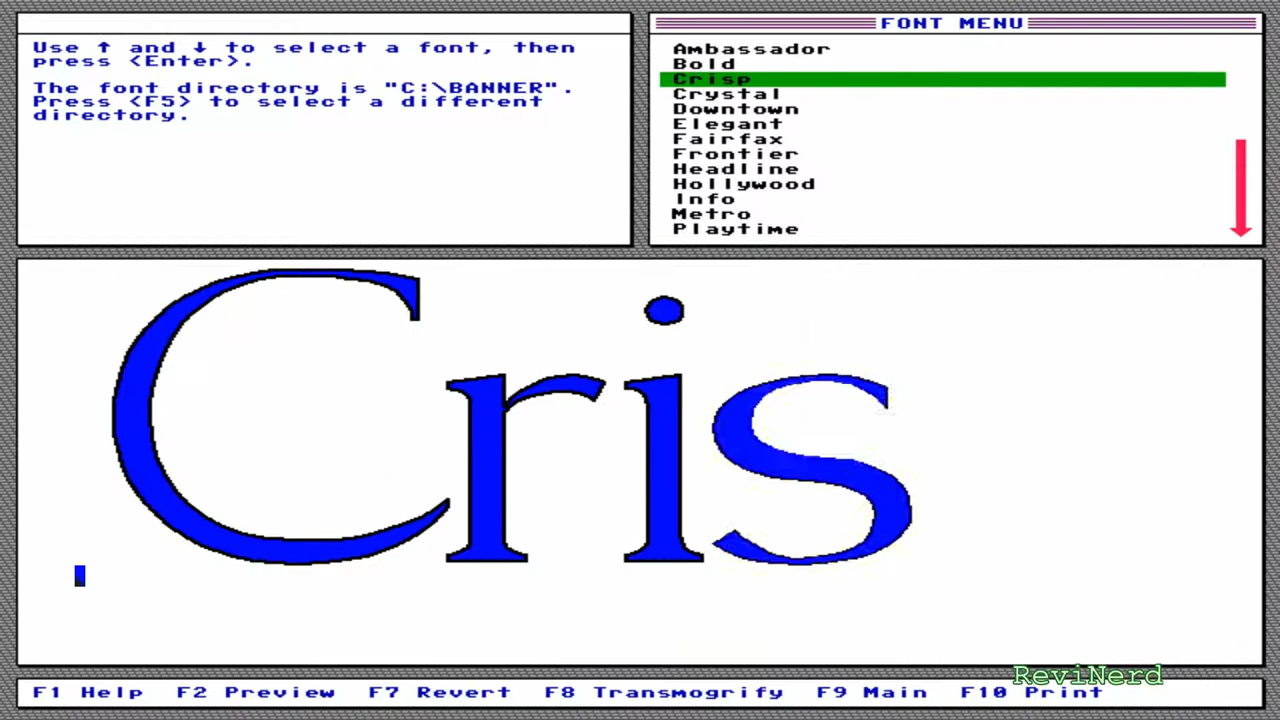 Use ↑ and ↓ to select a font, then
press <Enter>.
The font directory is "C:\BANNER".
Press <F5> to select a different
directory.
FONT MENU
Ambassador
Bold
Crisp
Crystal
Downtown
Elegant
Fairfax
Frontier
Headline
Hollywood
Info
Metro
Playtime
Cris
ReviNerd
F1 Help F2 Preview F7 Revert F8 Transmogrify F9 Main F10 Print